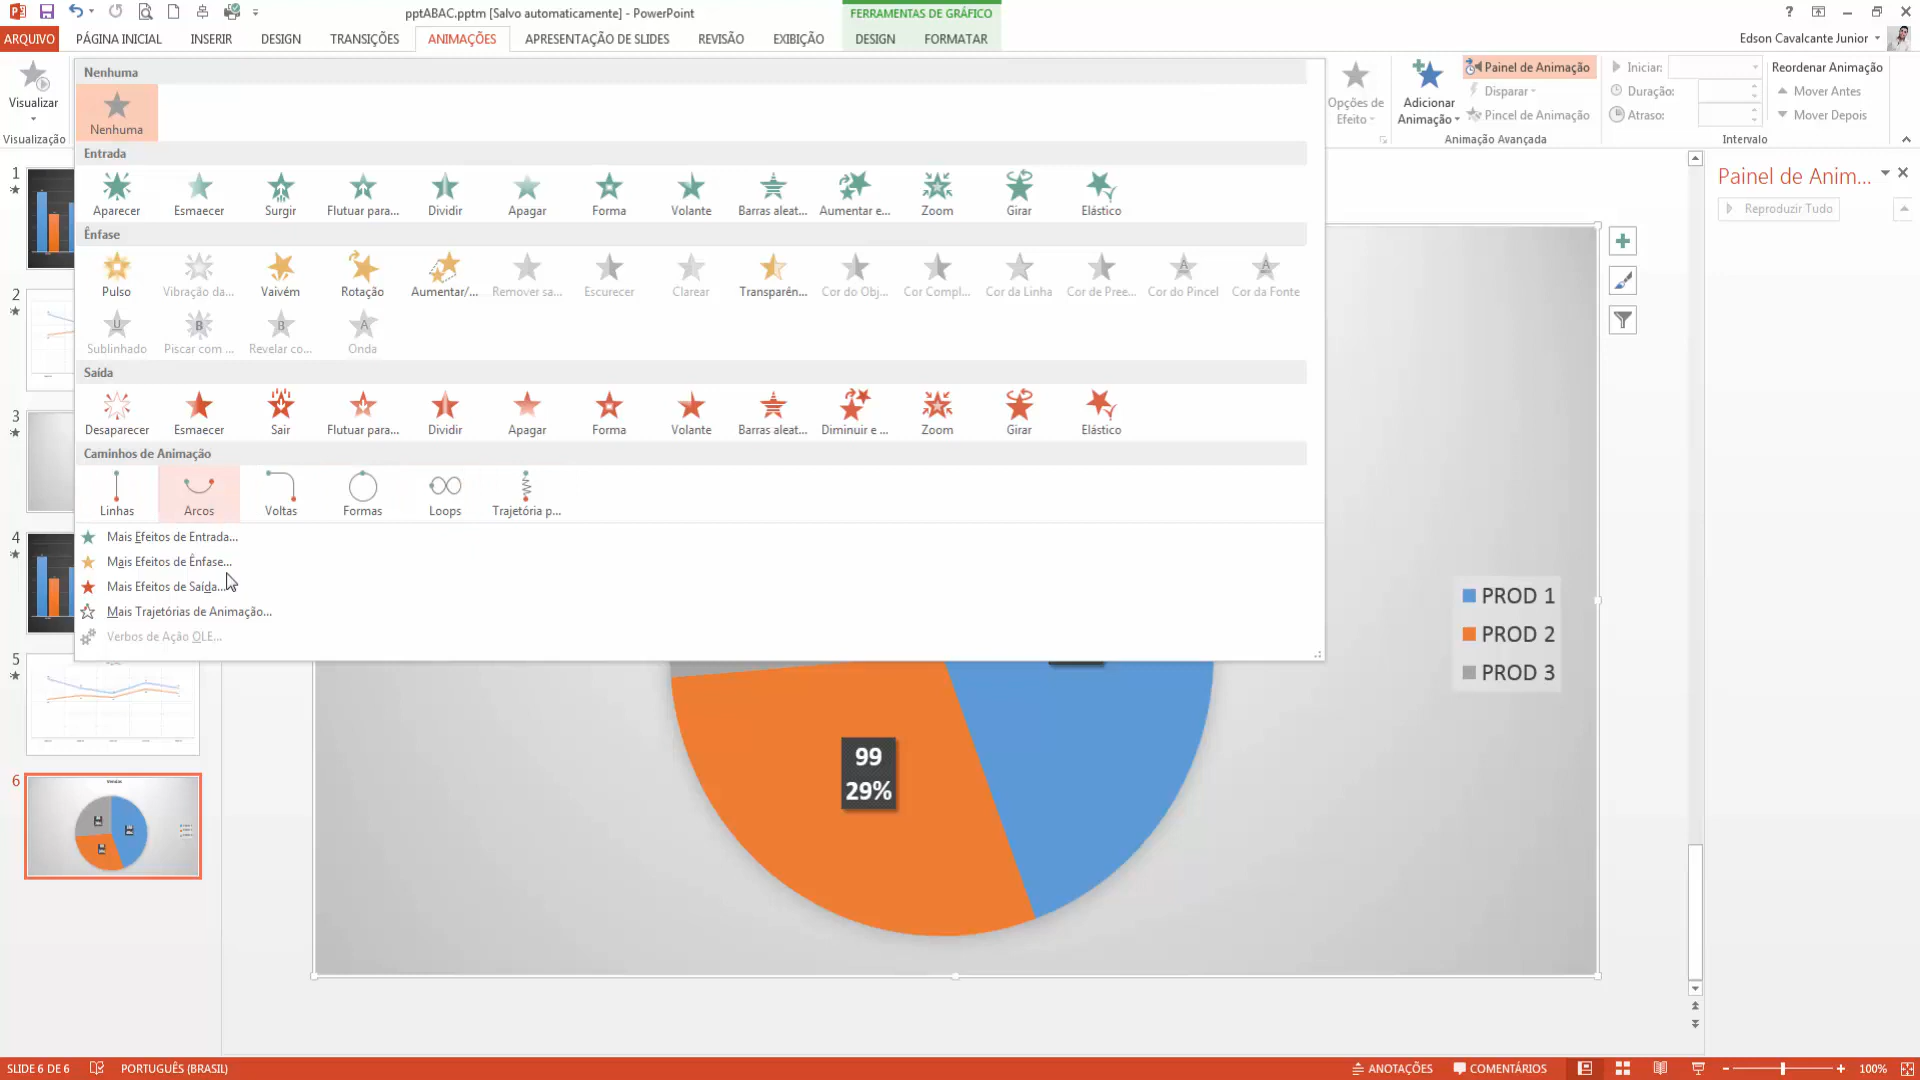 pptABAC.pptm [Salvo automaticamente] - PowerPoint
FERRAMENTAS DE GRÁFICO
?
ARQUIVO
PÁGINA INICIAL
INSERIR
DESIGN
TRANSIÇÕES
ANIMAÇÕES
APRESENTAÇÃO DE SLIDES
REVISÃO
EXIBIÇÃO
DESIGN
FORMATAR
Edson Cavalcante Junior
Visualizar
Visualização
Opções de
Efeito
Adicionar
Animação
Painel de Animação
Disparar
Pincel de Animação
Animação Avançada
Iniciar:
Duração:
Atraso:
Reordenar Animação
Mover Antes
Mover Depois
Intervalo
Nenhuma
Nenhuma
Entrada
Aparecer Esmaecer Surgir Flutuar para... Dividir Apagar Forma Volante Barras aleat... Aumentar e... Zoom Girar Elástico
Ênfase
Pulso Vibração da... Vaivém Rotação Aumentar/... Remover sa... Escurecer Clarear Transparên... Cor do Obj... Cor Compl... Cor da Linha Cor de Pree... Cor do Pincel Cor da Fonte
Sublinhado Piscar com ... Revelar co... Onda
Saída
Desaparecer Esmaecer Sair Flutuar para... Dividir Apagar Forma Volante Barras aleat... Diminuir e ... Zoom Girar Elástico
Caminhos de Animação
Linhas Arcos Voltas Formas Loops Trajetória p...
Mais Efeitos de Entrada...
Mais Efeitos de Ênfase...
Mais Efeitos de Saída...
Mais Trajetórias de Animação...
Verbos de Ação OLE...
1
2
3
4
5
6
Painel de Anim...
Reproduzir Tudo
PROD 1
PROD 2
PROD 3
99
29%
SLIDE 6 DE 6
PORTUGUÊS (BRASIL)
ANOTAÇÕES
COMENTÁRIOS
100%